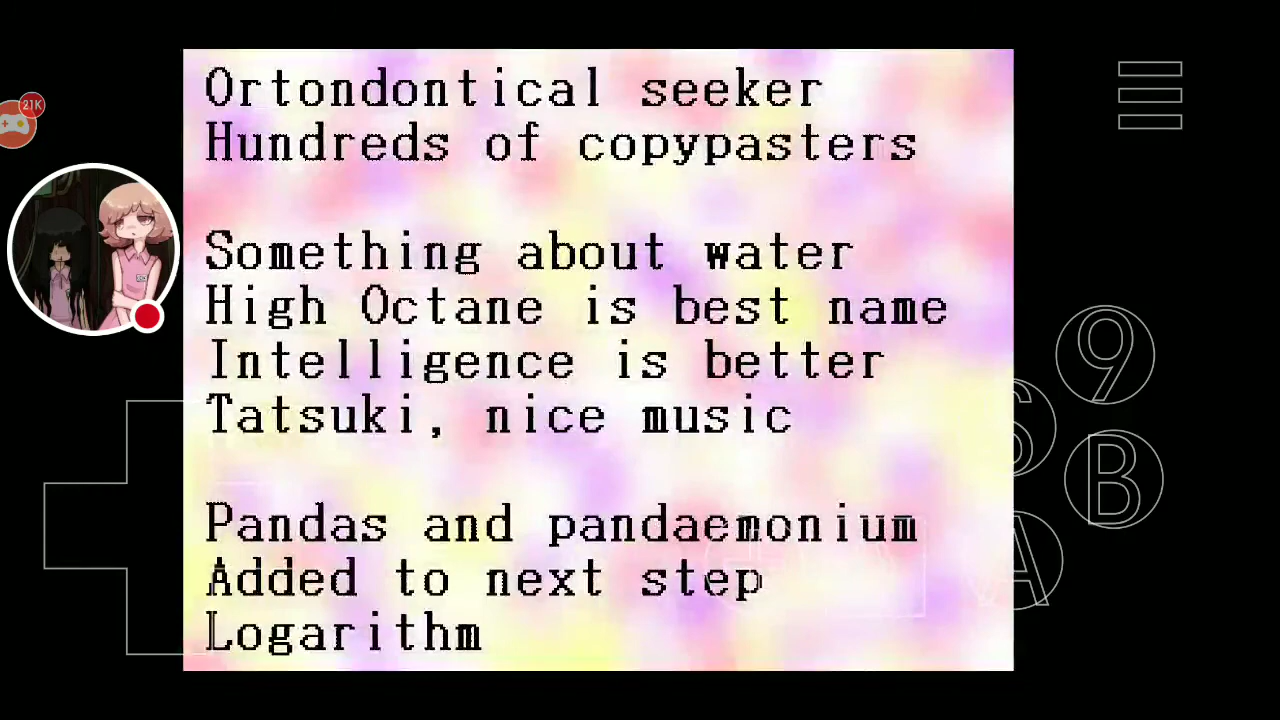 21K
Ortondontical seeker
Hundreds of copypasters
Something about water
High Octane is best name
Intelligence is better
Tatsuki, nice music
Pandas and pandaemonium
Added to next step
Logarithm
9
S
B
A